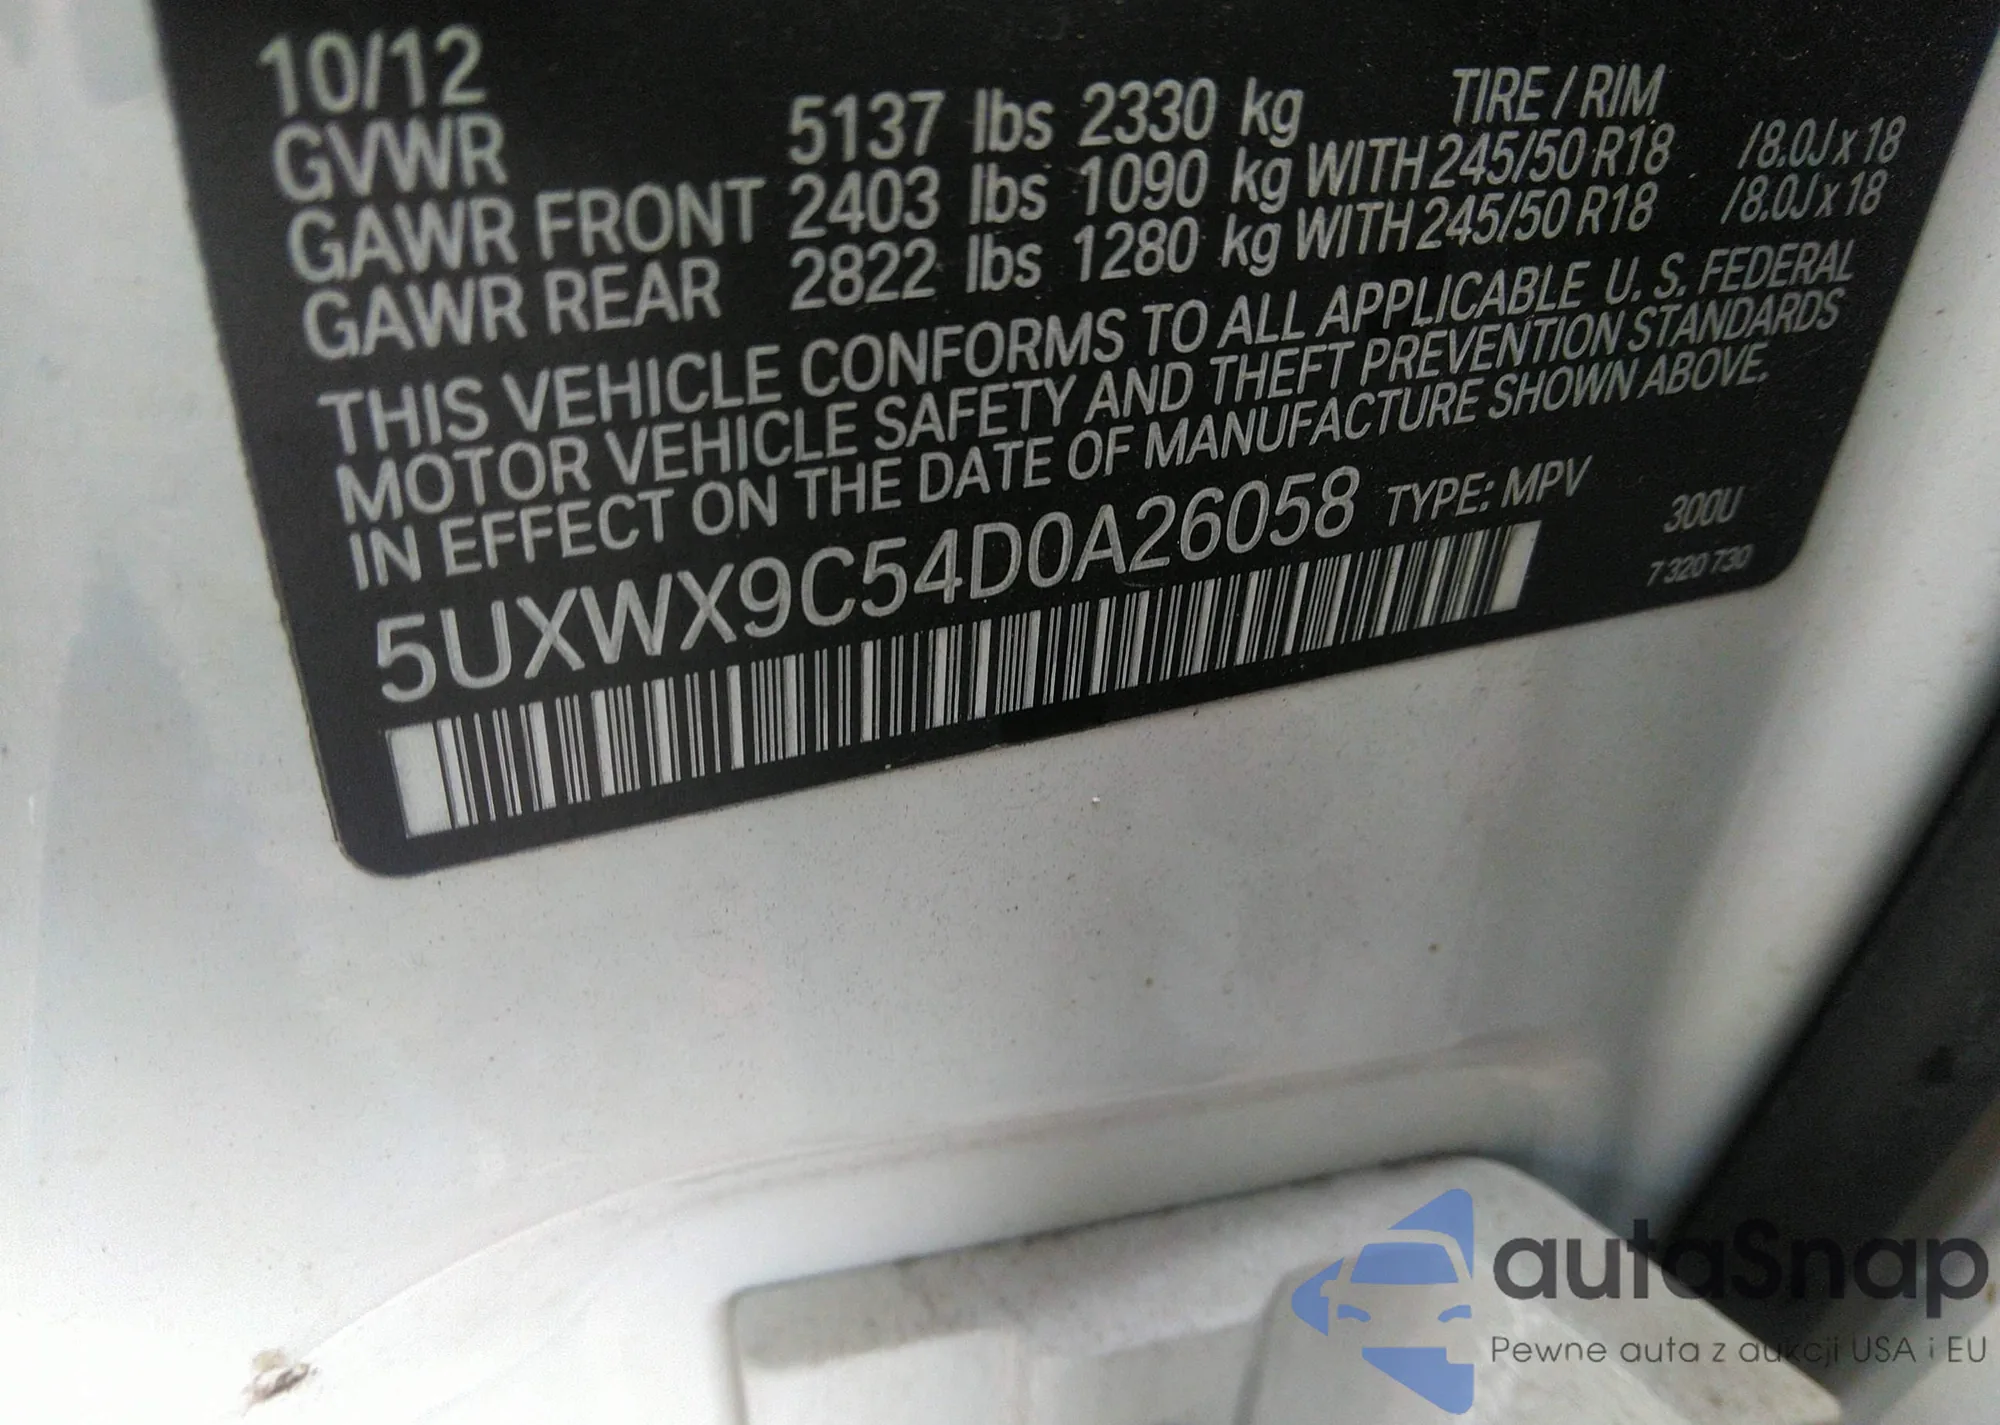 10/12
GVWR 5137 lbs 2330 kg TIRE / RIM
GAWR FRONT 2403 lbs 1090 kg WITH 245/50 R18 /8.0J x 18
GAWR REAR 2822 lbs 1280 kg WITH 245/50 R18 /8.0J x 18
THIS VEHICLE CONFORMS TO ALL APPLICABLE U. S. FEDERAL
MOTOR VEHICLE SAFETY AND THEFT PREVENTION STANDARDS
IN EFFECT ON THE DATE OF MANUFACTURE SHOWN ABOVE.
5UXWX9C54D0A26058 TYPE: MPV 300U
7 320 730
autaSnap
Pewne auta z aukcji USA i EU